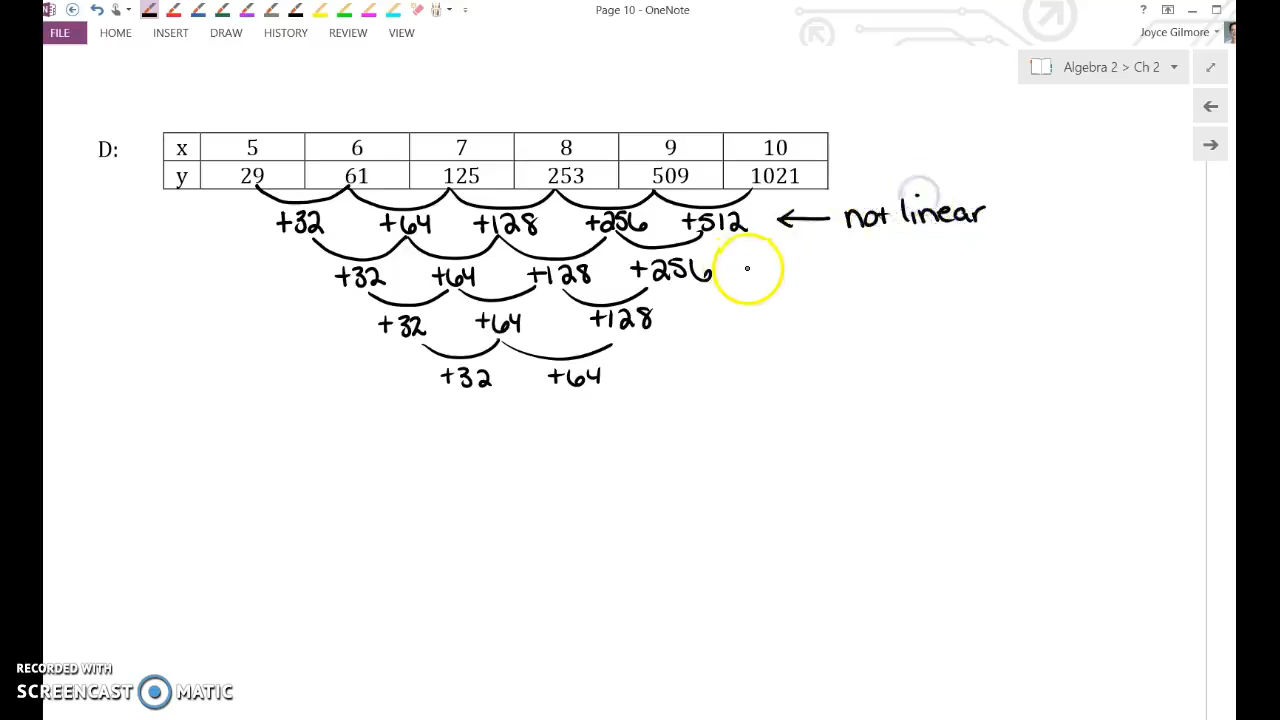 Page 10 - OneNote
?
FILE HOME INSERT DRAW HISTORY REVIEW VIEW
Joyce Gilmore
Algebra 2 > Ch 2
D:
x 5 6 7 8 9 10
y 29 61 125 253 509 1021
+32 +64 +128 +256 +512 ← not linear
+32 +64 +128 +256
+32 +64 +128
+32 +64
RECORDED WITH
SCREENCAST MATIC